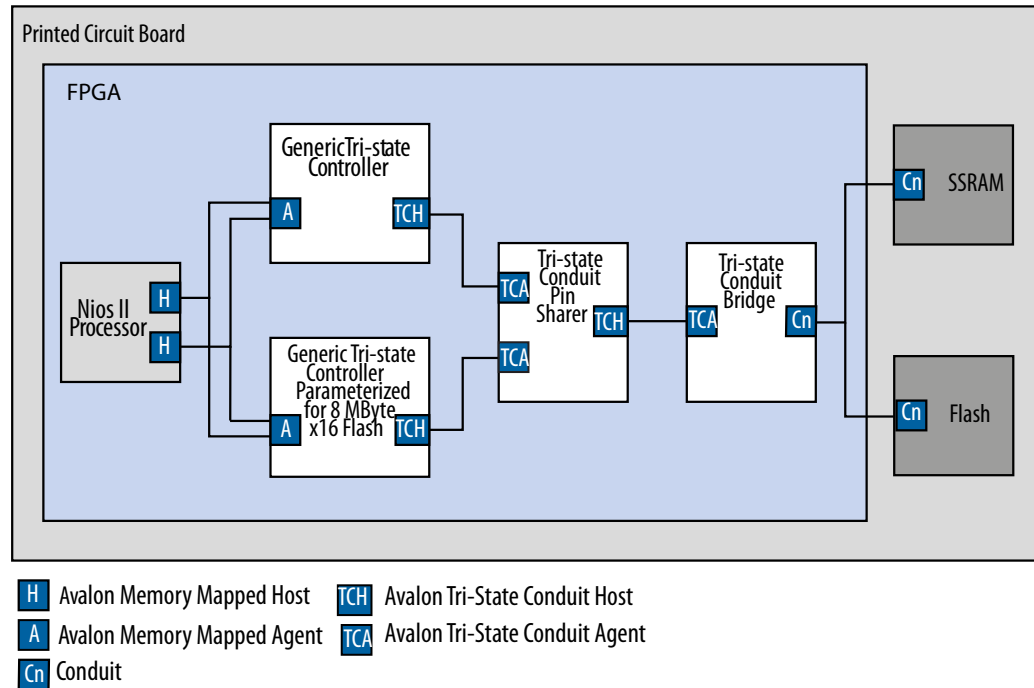 Printed Circuit Board
FPGA
GenericTri-state
Controller
A
TCH
Nios II
Processor
H
H
Generic Tri-state
Controller
Parameterized
for 8 MByte
x16 Flash
A
TCH
Tri-state
Conduit
Pin
Sharer
TCA
TCA
TCH
Tri-state
Conduit
Bridge
TCA
Cn
Cn
SSRAM
Cn
Flash
H Avalon Memory Mapped Host
TCH Avalon Tri-State Conduit Host
A Avalon Memory Mapped Agent
TCA Avalon Tri-State Conduit Agent
Cn Conduit